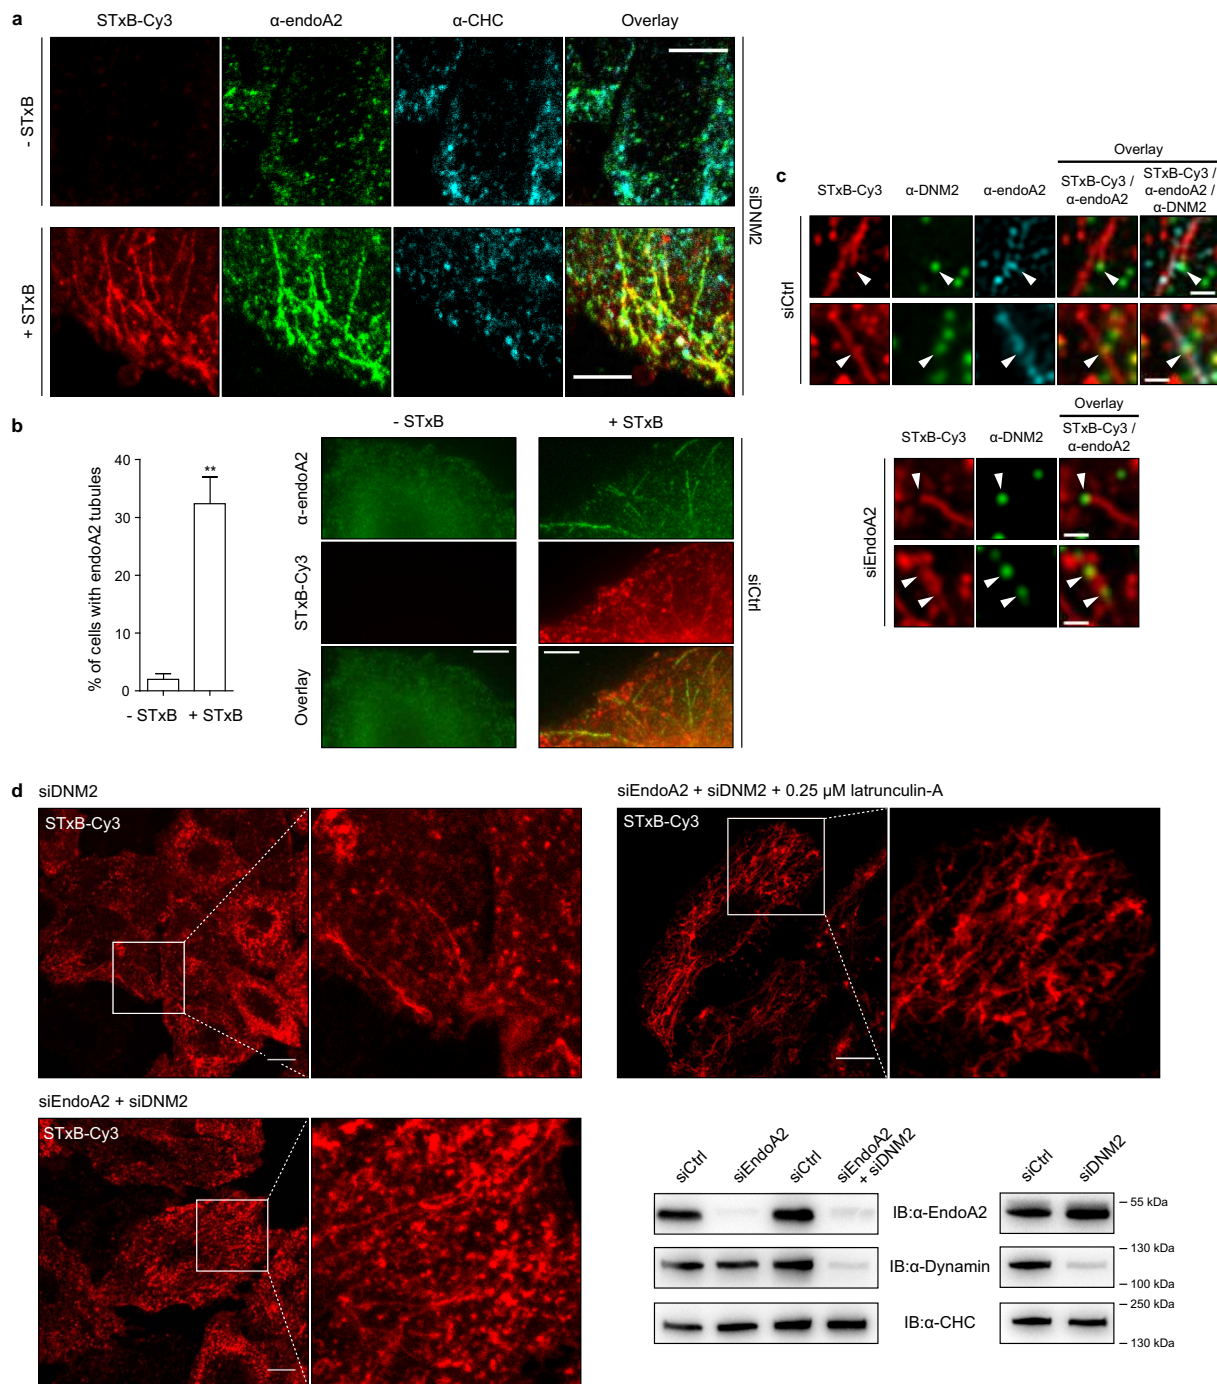 a
STxB-Cy3
α-endoA2
α-CHC
Overlay
- STxB
+ STxB
siDNM2
b
% of cells with endoA2 tubules
40
30
20
10
0
**
- STxB
+ STxB
- STxB
+ STxB
α-endoA2
STxB-Cy3
Overlay
siCtrl
c
Overlay
STxB-Cy3
α-DNM2
α-endoA2
STxB-Cy3 /
α-endoA2
STxB-Cy3 /
α-endoA2 /
α-DNM2
siCtrl
Overlay
STxB-Cy3
α-DNM2
STxB-Cy3 /
α-endoA2
siEndoA2
d
siDNM2
STxB-Cy3
siEndoA2 + siDNM2 + 0.25 µM latrunculin-A
STxB-Cy3
siEndoA2 + siDNM2
STxB-Cy3
siCtrl
siEndoA2
siCtrl
siEndoA2
+ siDNM2
siCtrl
siDNM2
IB:α-EndoA2
55 kDa
IB:α-Dynamin
130 kDa
100 kDa
IB:α-CHC
250 kDa
130 kDa